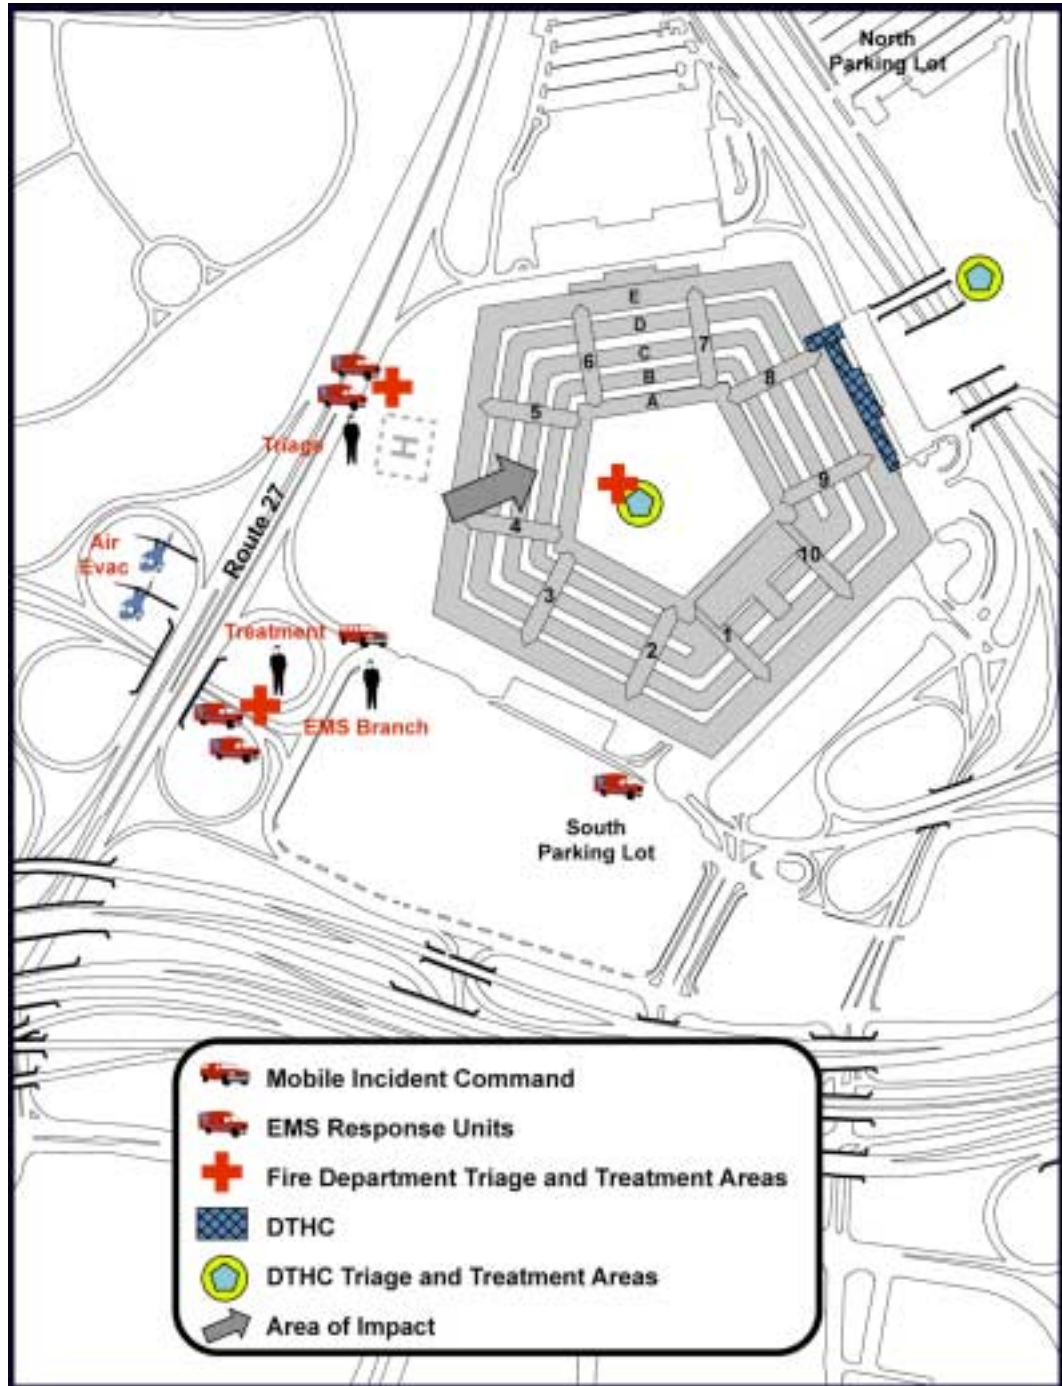 North
Parking Lot
E
D
C
B
A
6
7
8
5
9
4
10
3
2
1
H
Triage
Route 27
Air
Evac
Treatment
EMS Branch
South
Parking Lot
Mobile Incident Command
EMS Response Units
Fire Department Triage and Treatment Areas
DTHC
DTHC Triage and Treatment Areas
Area of Impact